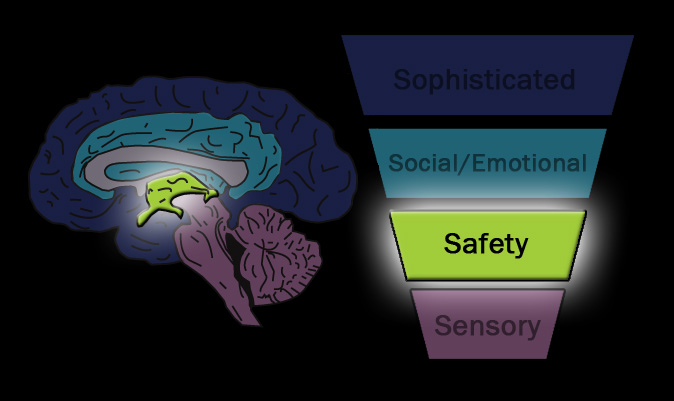 Sophisticated
Social/Emotional
Safety
Sensory